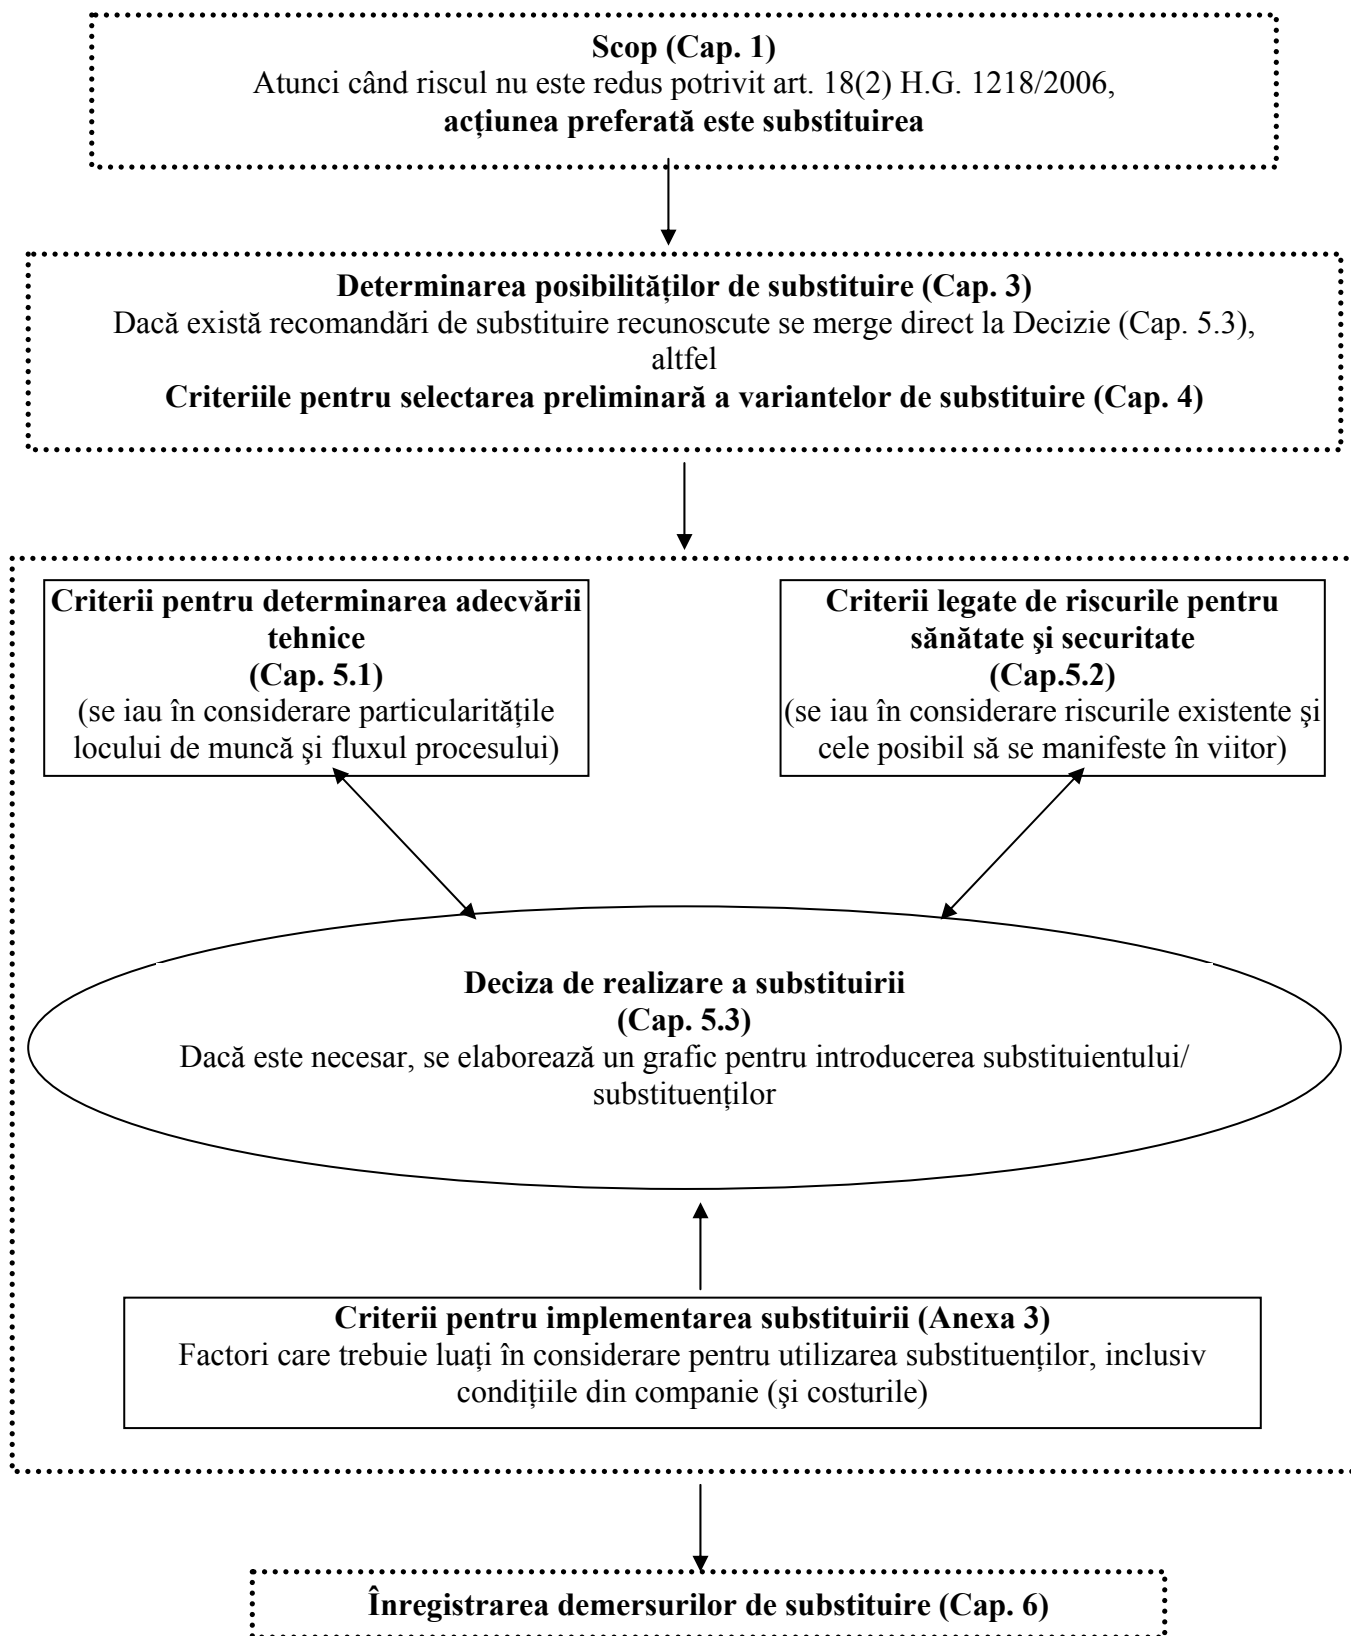 Scop (Cap. 1)
Atunci când riscul nu este redus potrivit art. 18(2) H.G. 1218/2006,
acțiunea preferată este substituirea
Determinarea posibilităților de substituire (Cap. 3)
Dacă există recomandări de substituire recunoscute se merge direct la Decizie (Cap. 5.3),
altfel
Criteriile pentru selectarea preliminară a variantelor de substituire (Cap. 4)
Criterii pentru determinarea adecvării
tehnice
(Cap. 5.1)
(se iau în considerare particularitățile
locului de muncă şi fluxul procesului)
Criterii legate de riscurile pentru
sănătate şi securitate
(Cap.5.2)
(se iau în considerare riscurile existente şi
cele posibil să se manifeste în viitor)
Deciza de realizare a substituirii
(Cap. 5.3)
Dacă este necesar, se elaborează un grafic pentru introducerea substituientului/
substituenților
Criterii pentru implementarea substituirii (Anexa 3)
Factori care trebuie luați în considerare pentru utilizarea substituenților, inclusiv
condițiile din companie (şi costurile)
Înregistrarea demersurilor de substituire (Cap. 6)